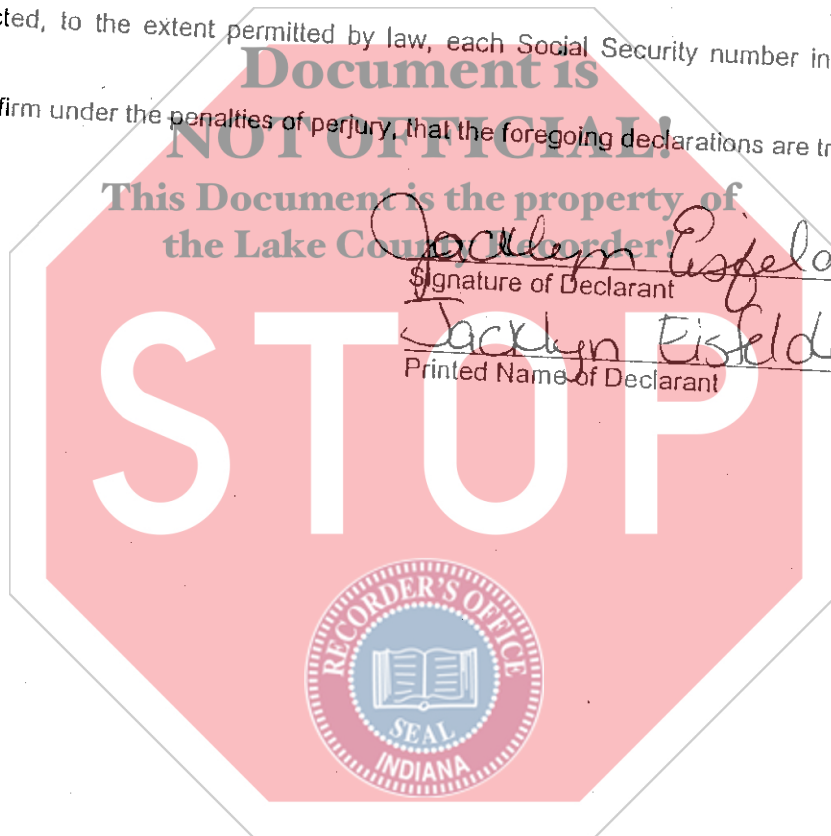 cted, to the extent permitted by law, each Social Security number in
Document is
firm under the penalties of perjury, that the foregoing declarations are tr
NOT OFFICIAL!
This Document is the property of
the Lake County Recorder!
Jacklyn Eisfeld
Signature of Declarant
Jacklyn Eisfeld
Printed Name of Declarant
STOP
RECORDER'S OFFICE
SEAL
INDIANA